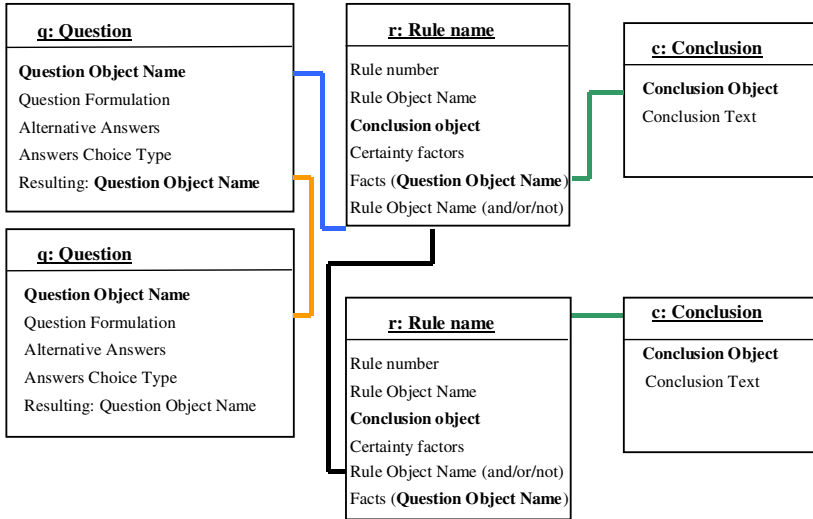 q: Question
Question Object Name
Question Formulation
Alternative Answers
Answers Choice Type
Resulting: Question Object Name
r: Rule name
Rule number
Rule Object Name
Conclusion object
Certainty factors
Facts (Question Object Name)
Rule Object Name (and/or/not)
c: Conclusion
Conclusion Object
Conclusion Text
q: Question
Question Object Name
Question Formulation
Alternative Answers
Answers Choice Type
Resulting: Question Object Name
r: Rule name
Rule number
Rule Object Name
Conclusion object
Certainty factors
Rule Object Name (and/or/not)
Facts (Question Object Name)
c: Conclusion
Conclusion Object
Conclusion Text